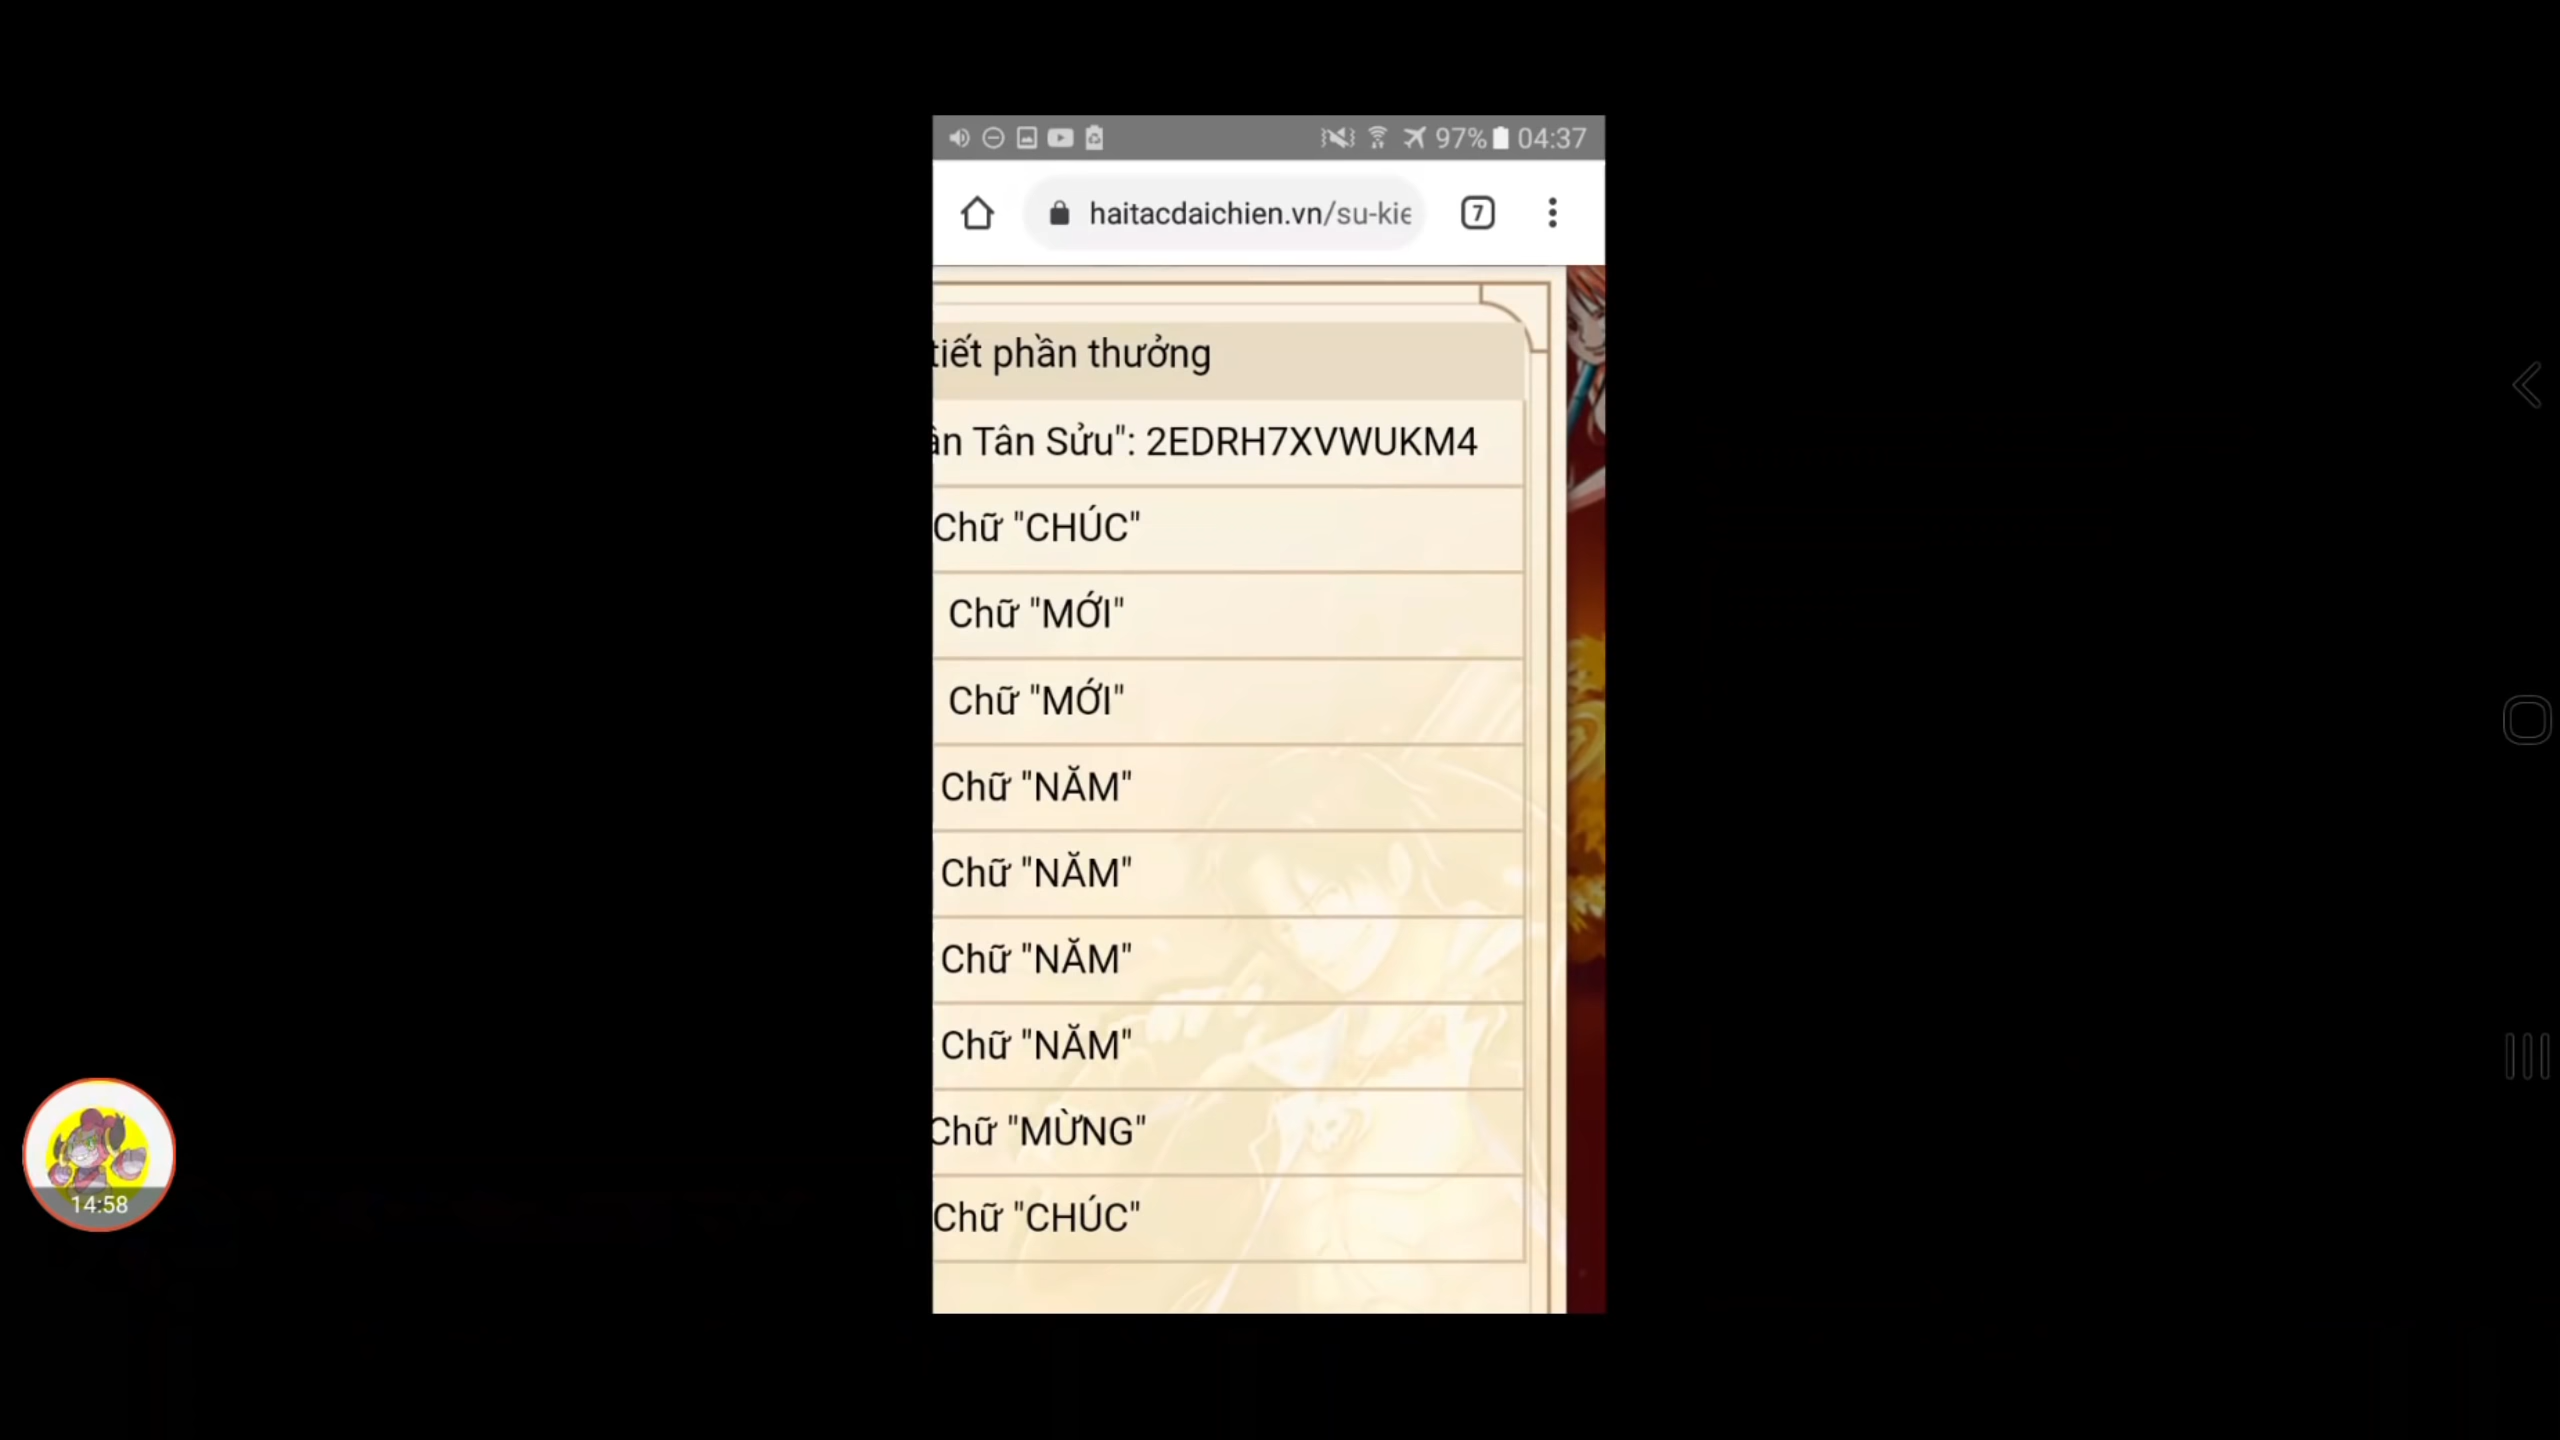 97% 04:37
haitacdaichien.vn/su-kie
7
tiết phần thưởng
ân Tân Sửu": 2EDRH7XVWUKM4
Chữ "CHÚC"
Chữ "MỚI"
Chữ "MỚI"
Chữ "NĂM"
Chữ "NĂM"
Chữ "NĂM"
Chữ "NĂM"
Chữ "MỪNG"
Chữ "CHÚC"
14:58